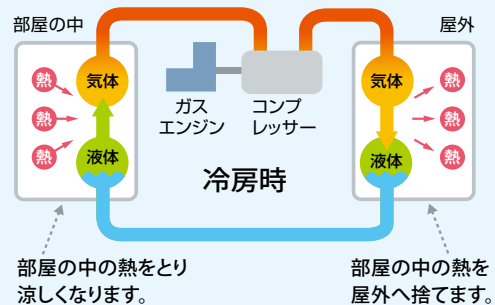 部屋の中
屋外
熱
熱
熱
気体
液体
ガス
エンジン
コンプ
レッサー
冷房時
気体
液体
熱
熱
熱
部屋の中の熱をとり
涼しくなります。
部屋の中の熱を
屋外へ捨てます。